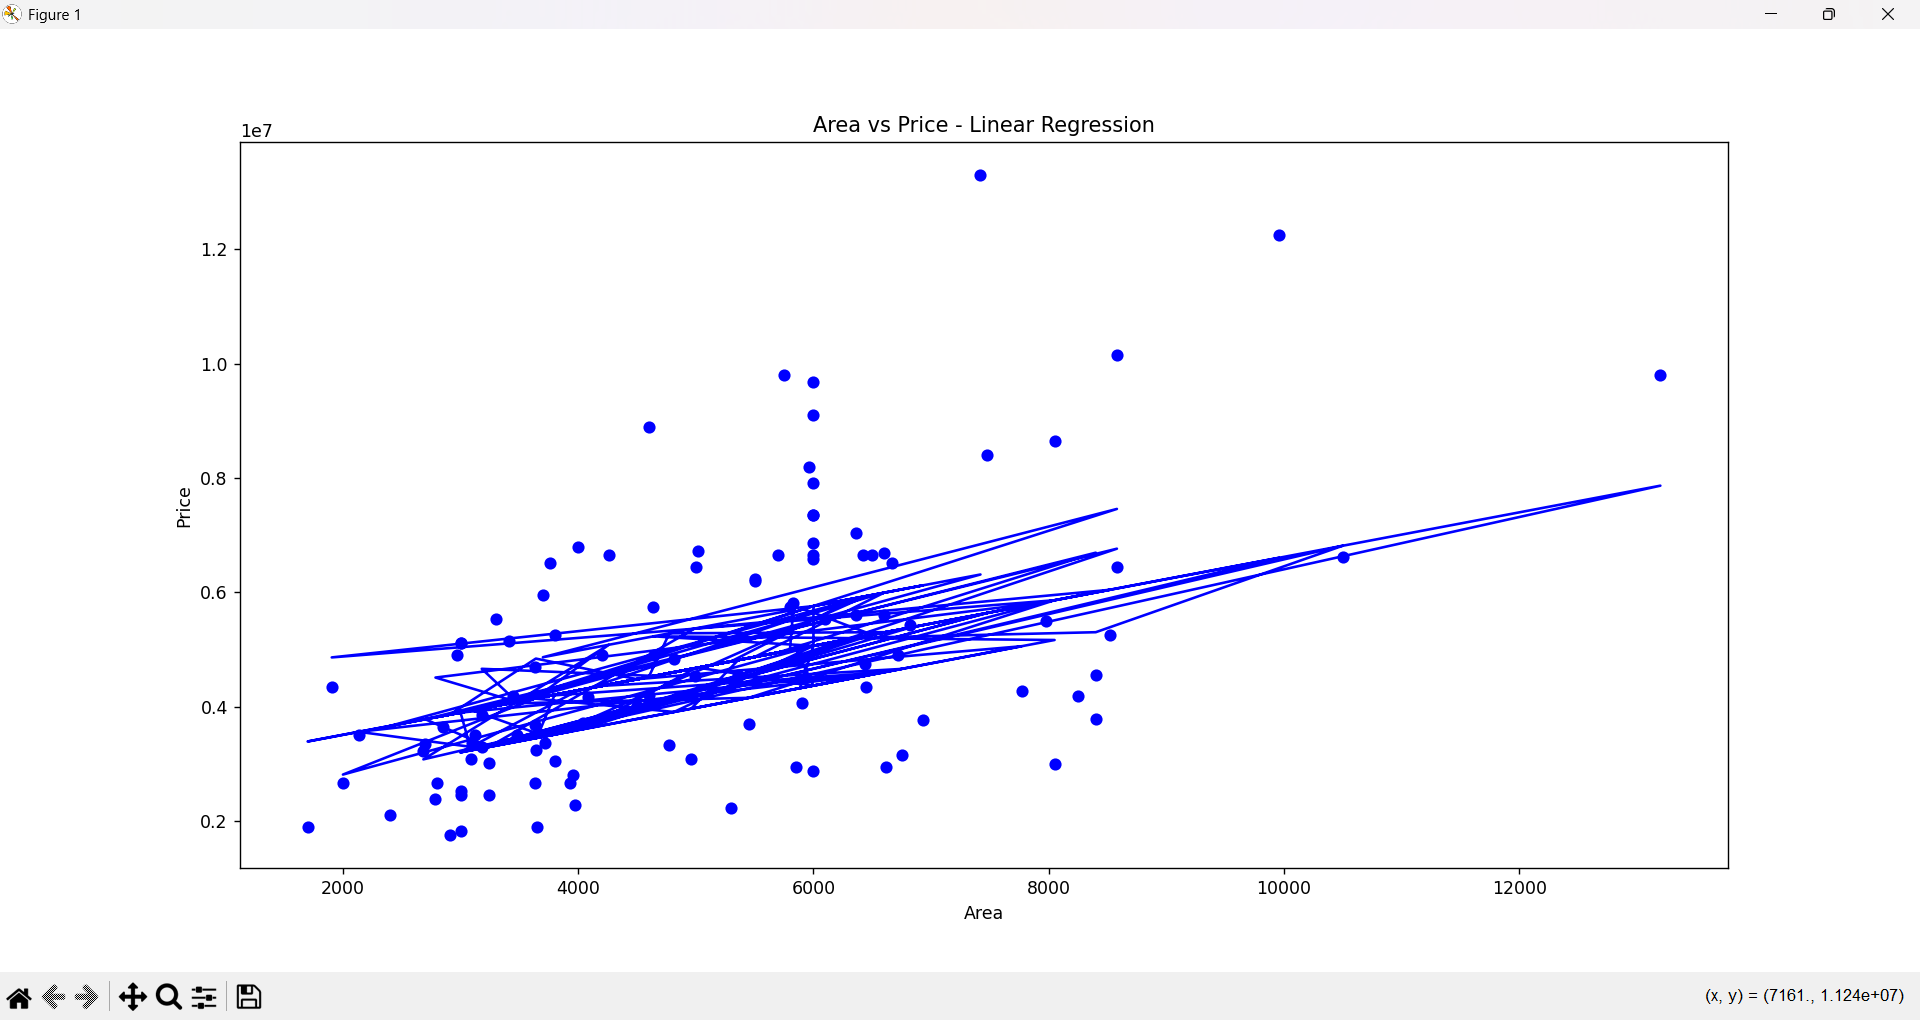 Figure 1
Area vs Price - Linear Regression
1e7
1.2
1.0
0.8
0.6
0.4
0.2
Price
2000 4000 6000 8000 10000 12000
Area
(x, y) = (7161., 1.124e+07)